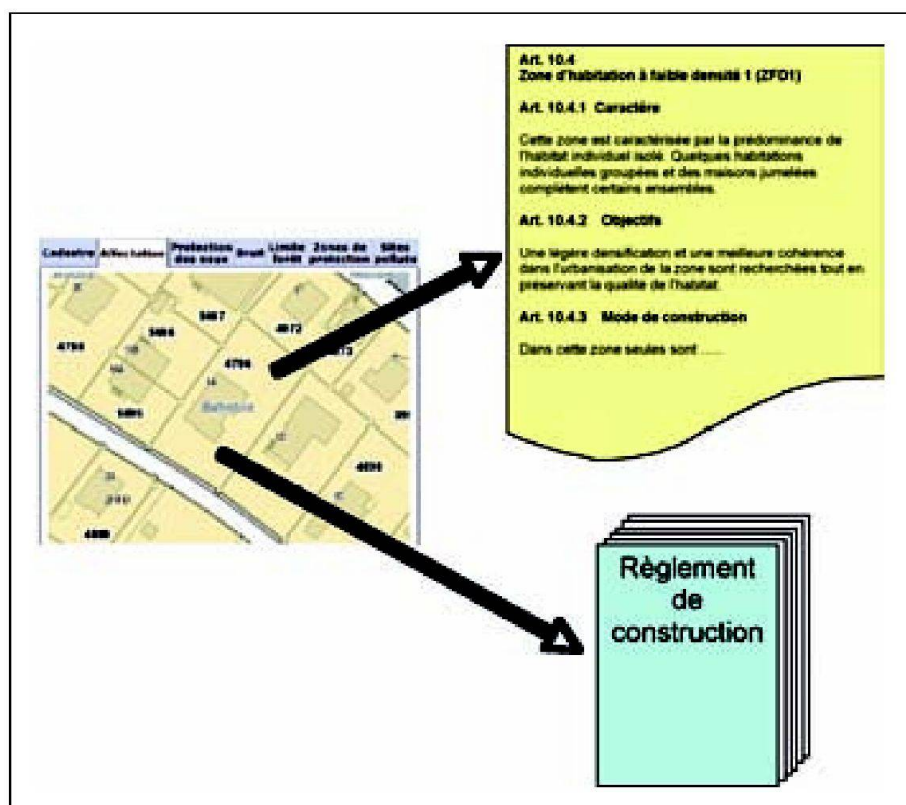 Art. 10.4
Zone d'habitation à faible densité 1 (ZFD1)
Art. 10.4.1 Caractère
Cette zone est caractérisée par la prédominance de
l'habitat individuel isolé. Quelques habitations
individuelles groupées et des maisons jumelées
complètent certains ensembles.
Art. 10.4.2 Objectifs
Une légère densification et une meilleure cohérence
dans l'urbanisation de la zone sont recherchées tout en
préservant la qualité de l'habitat.
Art. 10.4.3 Mode de construction
Dans cette zone seules sont ......
Cadastre Affectation Protection des eaux Bruit Limite forêt Zones de protection Sites pollués
4672
4796
Règlement
de
construction